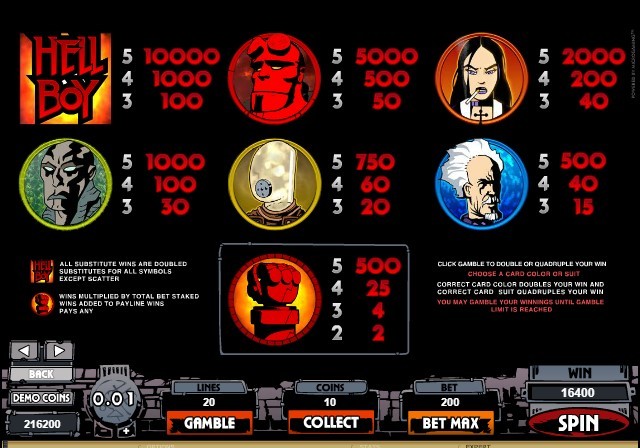 HELL
BOY
5 10000
4 1000
3 100
5 5000
4 500
3 50
5 2000
4 200
3 40
5 1000
4 100
3 30
5 750
4 60
3 20
5 500
4 40
3 15
HELL BOY
ALL SUBSTITUTE WINS ARE DOUBLED
SUBSTITUTES FOR ALL SYMBOLS
EXCEPT SCATTER
WINS MULTIPLIED BY TOTAL BET STAKED
WINS ADDED TO PAYLINE WINS
PAYS ANY
5 500
4 25
3 4
2 2
CLICK GAMBLE TO DOUBLE OR QUADRUPLE YOUR WIN
CHOOSE A CARD COLOR OR SUIT
CORRECT CARD COLOR DOUBLES YOUR WIN AND
CORRECT CARD SUIT QUADRUPLES YOUR WIN
YOU MAY GAMBLE YOUR WINNINGS UNTIL GAMBLE
LIMIT IS REACHED
BACK
DEMO COINS
216200
0.01
+
LINES
20
GAMBLE
COINS
10
COLLECT
BET
200
BET MAX
WIN
16400
SPIN
EXPERT